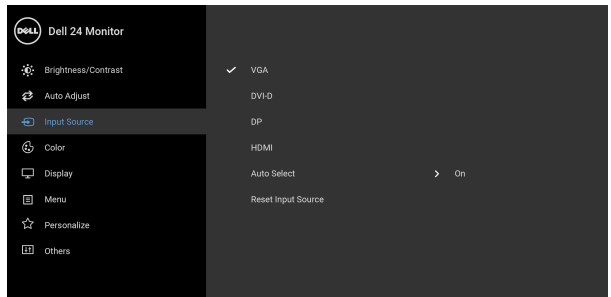 DELL Dell 24 Monitor
Brightness/Contrast
VGA
Auto Adjust
DVI-D
Input Source
DP
Color
HDMI
Display
Auto Select On
Menu
Reset Input Source
Personalize
Others